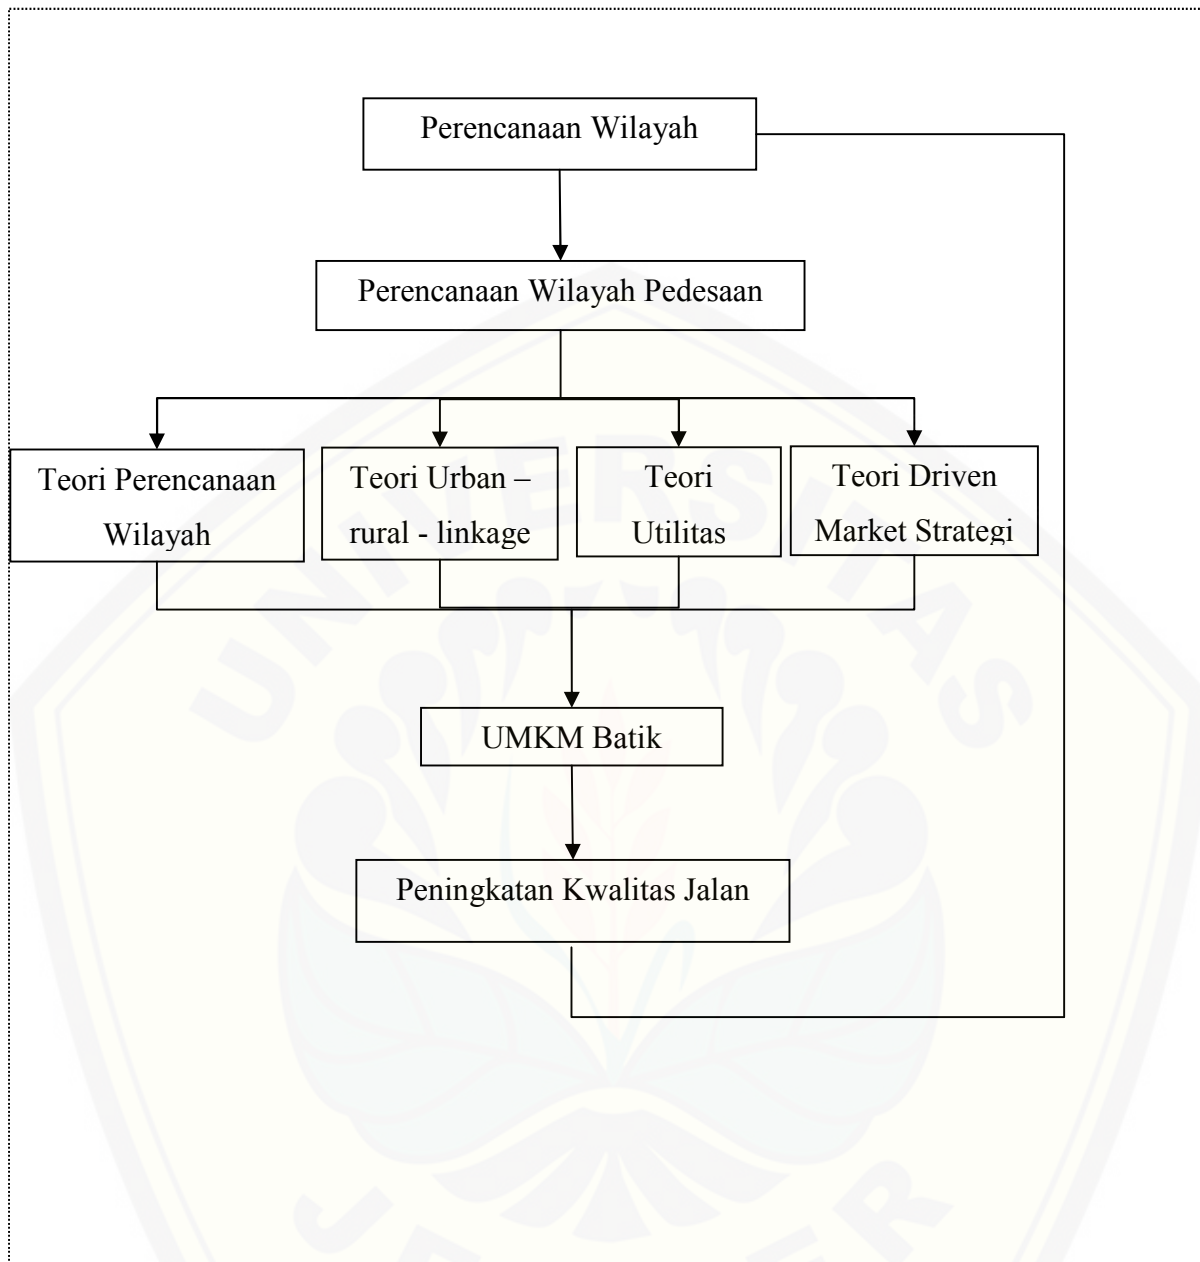 Perencanaan Wilayah
Perencanaan Wilayah Pedesaan
Teori Perencanaan
Wilayah
Teori Urban –
rural - linkage
Teori
Utilitas
Teori Driven
Market Strategi
UMKM Batik
Peningkatan Kwalitas Jalan
UNIVERSITAS